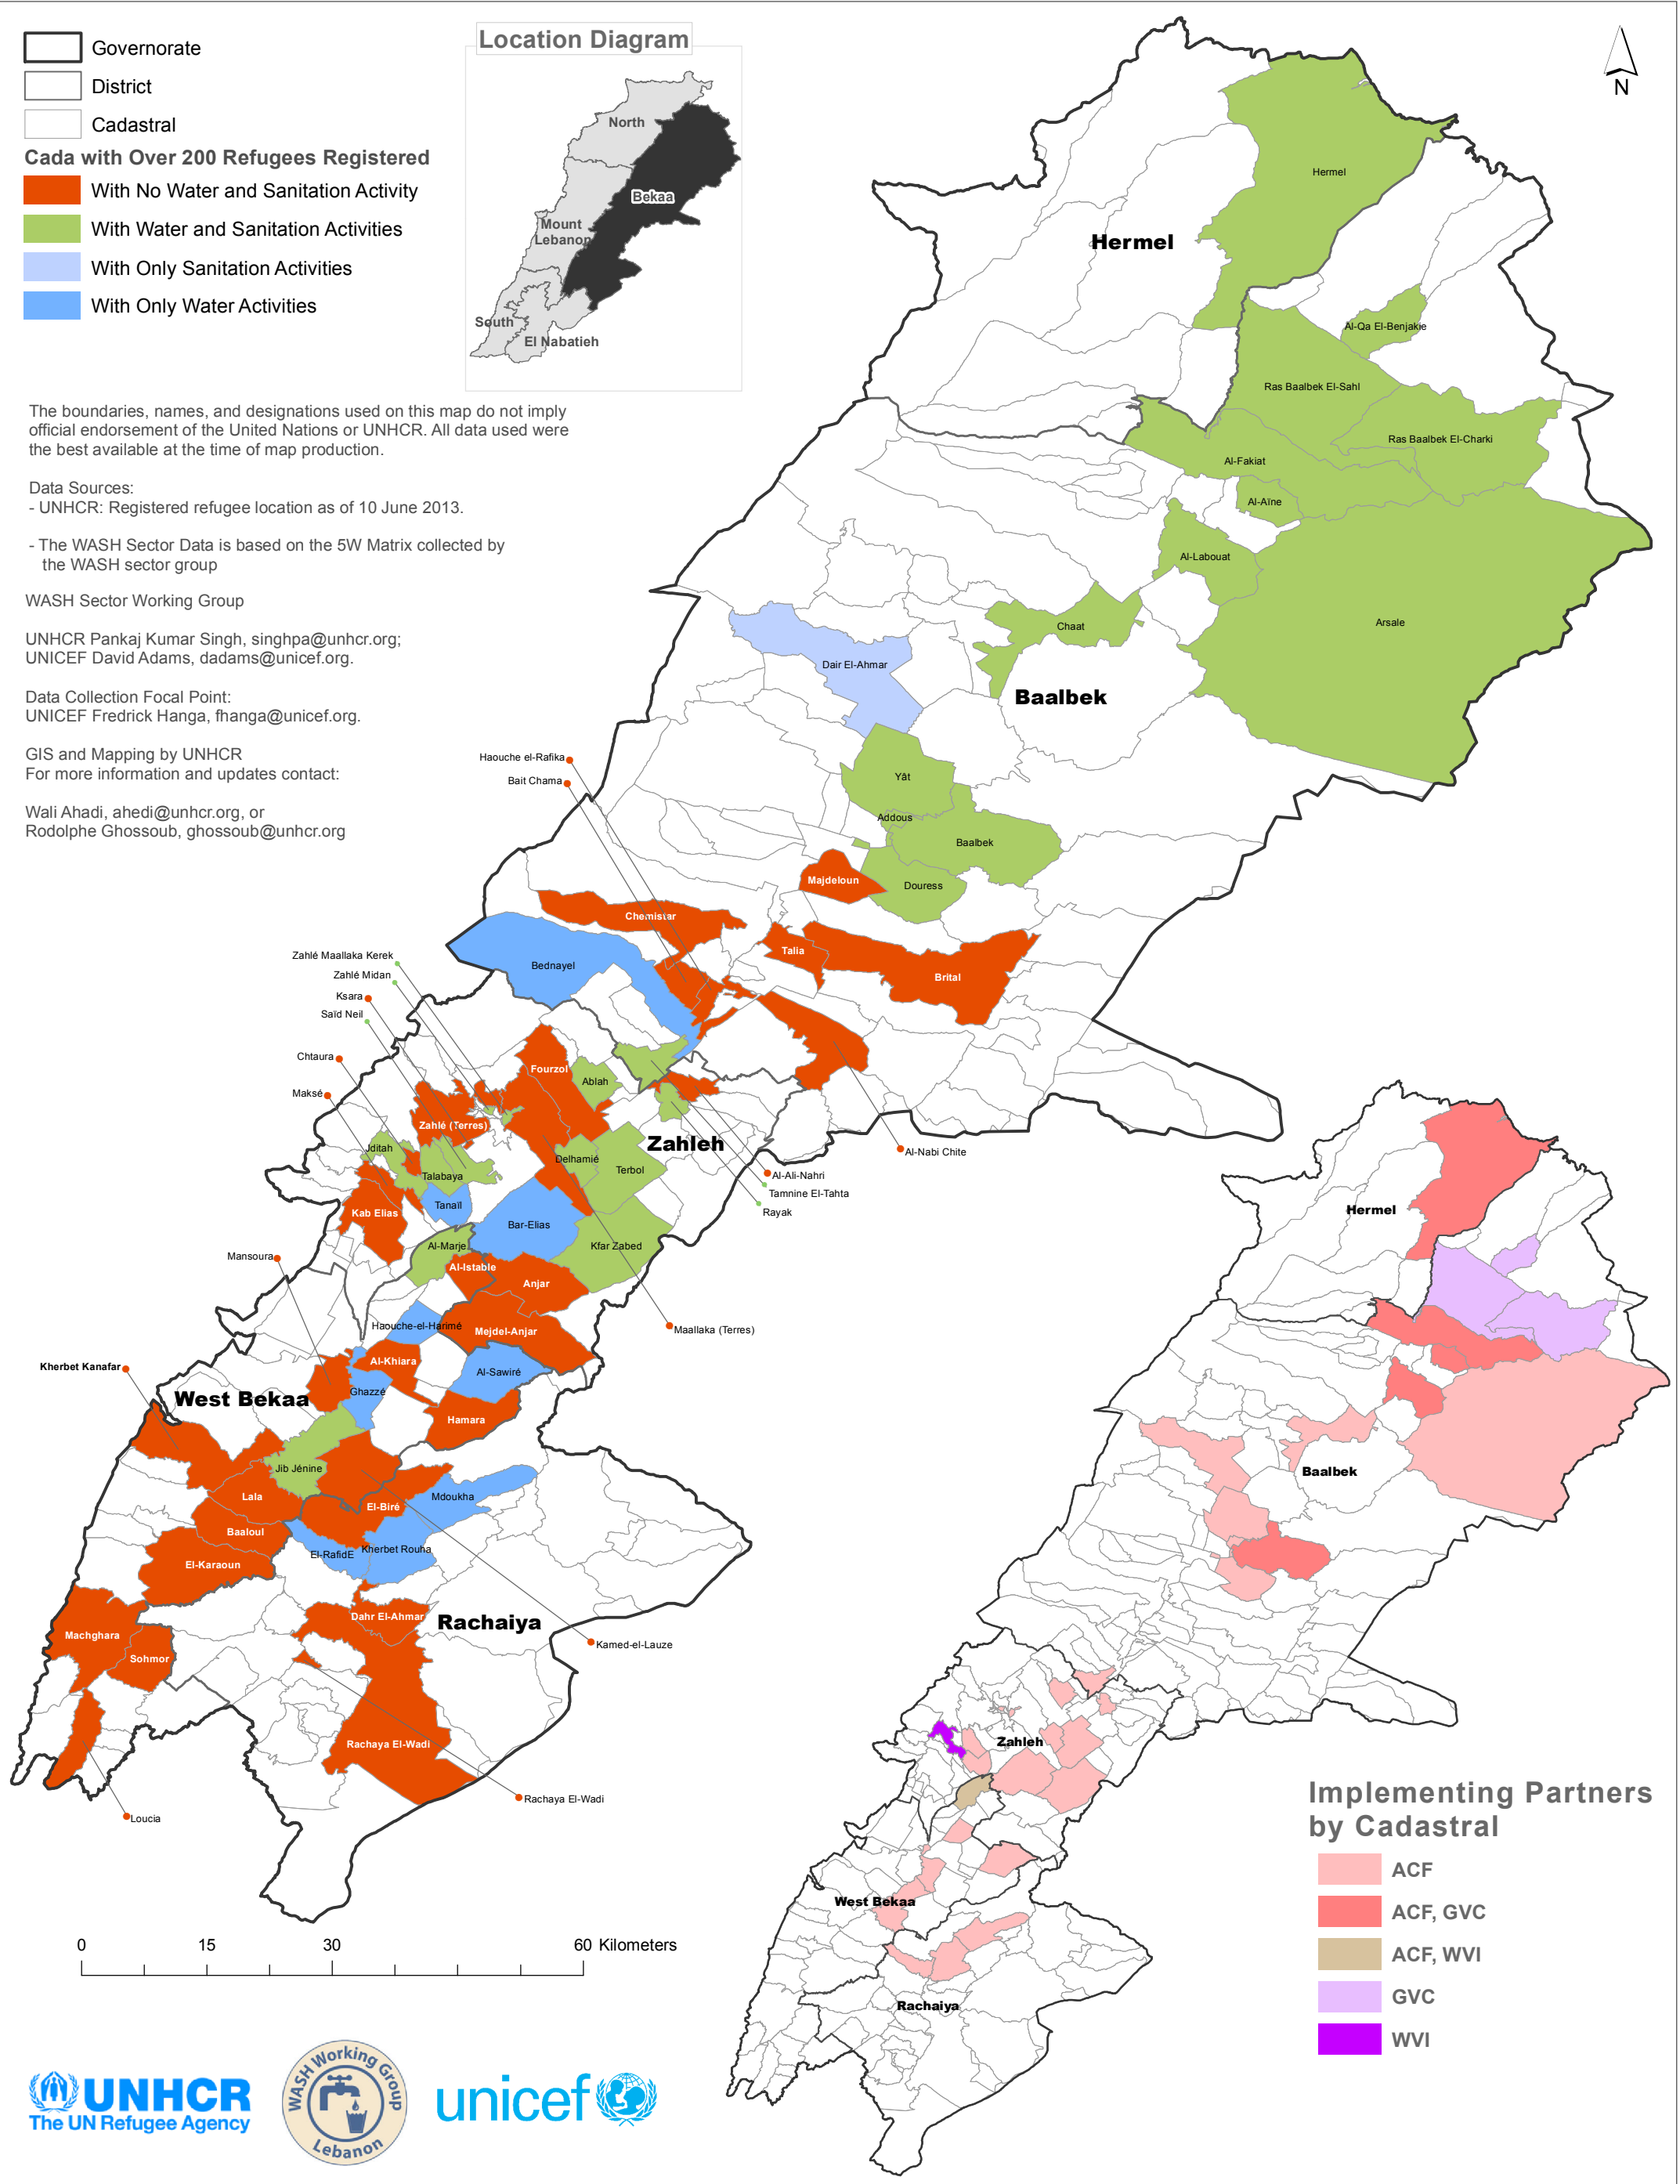 Governorate
District
Cadastral
Cada with Over 200 Refugees Registered
With No Water and Sanitation Activity
With Water and Sanitation Activities
With Only Sanitation Activities
With Only Water Activities
Location Diagram
North
Bekaa
Mount
Lebanon
South
El Nabatieh
N
The boundaries, names, and designations used on this map do not imply
official endorsement of the United Nations or UNHCR. All data used were
the best available at the time of map production.
Data Sources:
- UNHCR: Registered refugee location as of 10 June 2013.
- The WASH Sector Data is based on the 5W Matrix collected by
the WASH sector group
WASH Sector Working Group
UNHCR Pankaj Kumar Singh, singhpa@unhcr.org;
UNICEF David Adams, dadams@unicef.org.
Data Collection Focal Point:
UNICEF Fredrick Hanga, fhanga@unicef.org.
GIS and Mapping by UNHCR
For more information and updates contact:
Wali Ahadi, ahedi@unhcr.org, or
Rodolphe Ghossoub, ghossoub@unhcr.org
Hermel
Hermel
Al-Qa El-Benjakie
Ras Baalbek El-Sahl
Ras Baalbek El-Charki
Al-Fakiat
Al-Aïne
Al-Labouat
Arsale
Chaat
Dair El-Ahmar
Baalbek
Yât
Addous
Baalbek
Douress
Majdeloun
Haouche el-Rafika
Bait Chama
Chemistar
Talia
Brital
Bednayel
Zahlé Maallaka Kerek
Zahlé Midan
Ksara
Saïd Neil
Chtaura
Maksé
Fourzol
Ablah
Zahlé (Terres)
Zahleh
Jditah
Talabaya
Delhamié
Terbol
Al-Nabi Chite
Al-Ali-Nahri
Tamnine El-Tahta
Rayak
Kab Elias
Tanaïl
Bar-Elias
Kfar Zabed
Al-Marje
Al-Istable
Anjar
Mansoura
Haouche-el-Harimé
Mejdel-Anjar
Maallaka (Terres)
Kherbet Kanafar
Al-Khiara
Al-Sawiré
West Bekaa
Ghazzé
Hamara
Jib Jénine
Lala
El-Biré
Mdoukha
Baaloul
El-RafidE
Kherbet Rouha
El-Karaoun
Dahr El-Ahmar
Rachaiya
Machghara
Sohmor
Kamed-el-Lauze
Rachaya El-Wadi
Rachaya El-Wadi
Loucia
0 15 30 60 Kilometers
Hermel
Baalbek
Zahleh
West Bekaa
Rachaiya
Implementing Partners
by Cadastral
ACF
ACF, GVC
ACF, WVI
GVC
WVI
UNHCR
The UN Refugee Agency
WASH Working Group
Lebanon
unicef